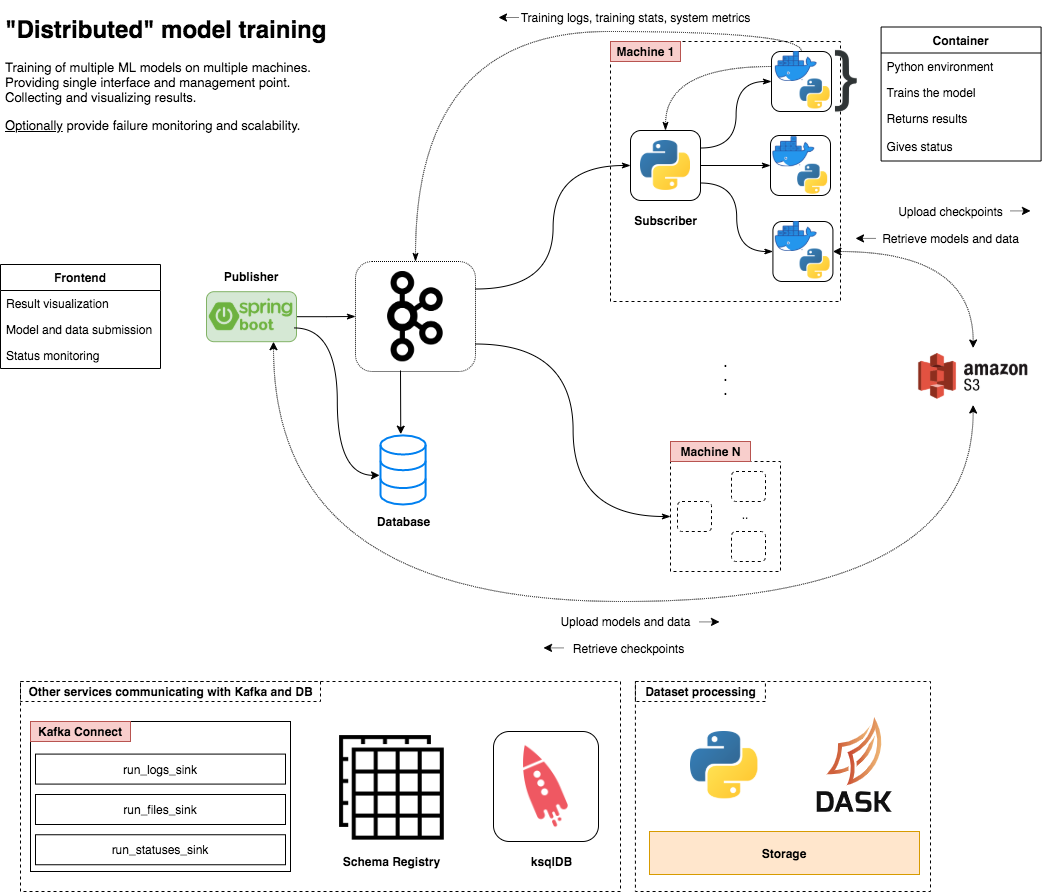 "Distributed" model training
Training of multiple ML models on multiple machines.
Providing single interface and management point.
Collecting and visualizing results.
Optionally provide failure monitoring and scalability.
Training logs, training stats, system metrics
Machine 1
Subscriber
Container
Python environment
Trains the model
Returns results
Gives status
Upload checkpoints
Retrieve models and data
Frontend
Result visualization
Model and data submission
Status monitoring
Publisher
spring
boot
Database
amazon
S3
.
.
.
Machine N
..
Upload models and data
Retrieve checkpoints
Other services communicating with Kafka and DB
Kafka Connect
run_logs_sink
run_files_sink
run_statuses_sink
Schema Registry
ksqlDB
Dataset processing
DASK
Storage